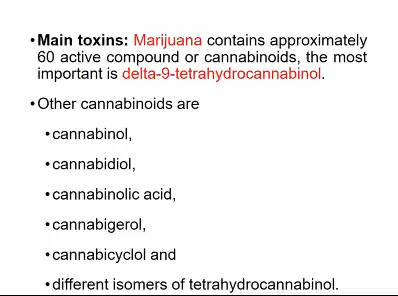 •Main toxins: Marijuana contains approximately
60 active compound or cannabinoids, the most
important is delta-9-tetrahydrocannabinol.
•Other cannabinoids are
•cannabinol,
•cannabidiol,
•cannabinolic acid,
•cannabigerol,
•cannabicyclol and
•different isomers of tetrahydrocannabinol.